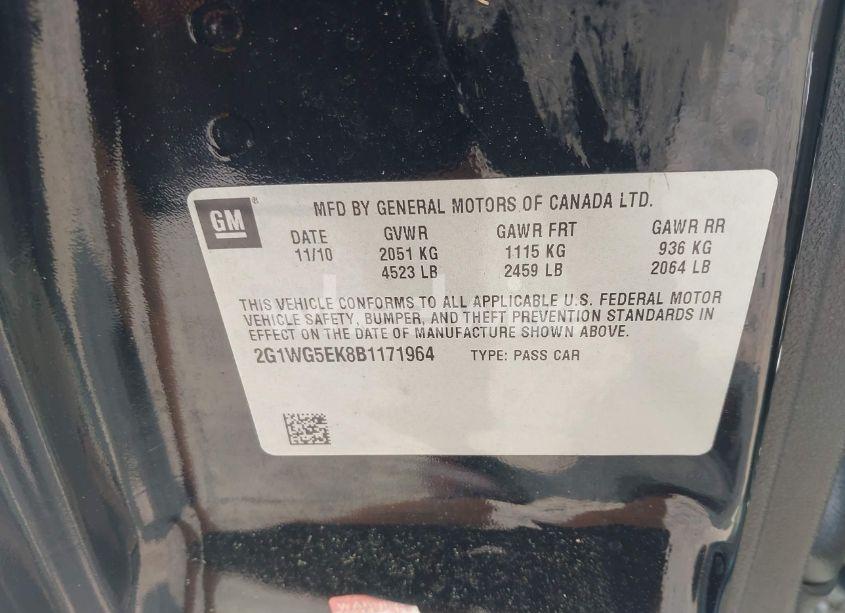 GM ®
MFD BY GENERAL MOTORS OF CANADA LTD.
DATE GVWR GAWR FRT GAWR RR
11/10 2051 KG 1115 KG 936 KG
4523 LB 2459 LB 2064 LB
THIS VEHICLE CONFORMS TO ALL APPLICABLE U.S. FEDERAL MOTOR
VEHICLE SAFETY, BUMPER, AND THEFT PREVENTION STANDARDS IN
EFFECT ON THE DATE OF MANUFACTURE SHOWN ABOVE.
2G1WG5EK8B1171964 TYPE: PASS CAR